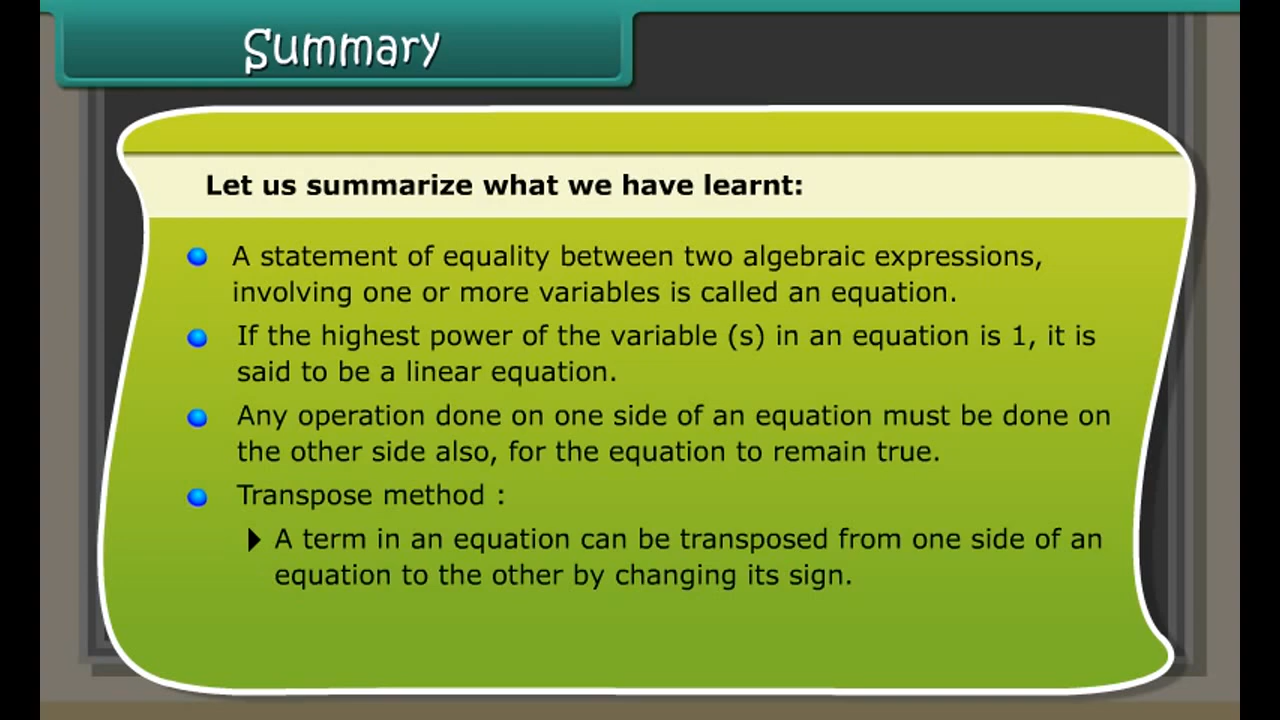 Summary
Let us summarize what we have learnt:
A statement of equality between two algebraic expressions,
involving one or more variables is called an equation.
If the highest power of the variable (s) in an equation is 1, it is
said to be a linear equation.
Any operation done on one side of an equation must be done on
the other side also, for the equation to remain true.
Transpose method :
A term in an equation can be transposed from one side of an
equation to the other by changing its sign.